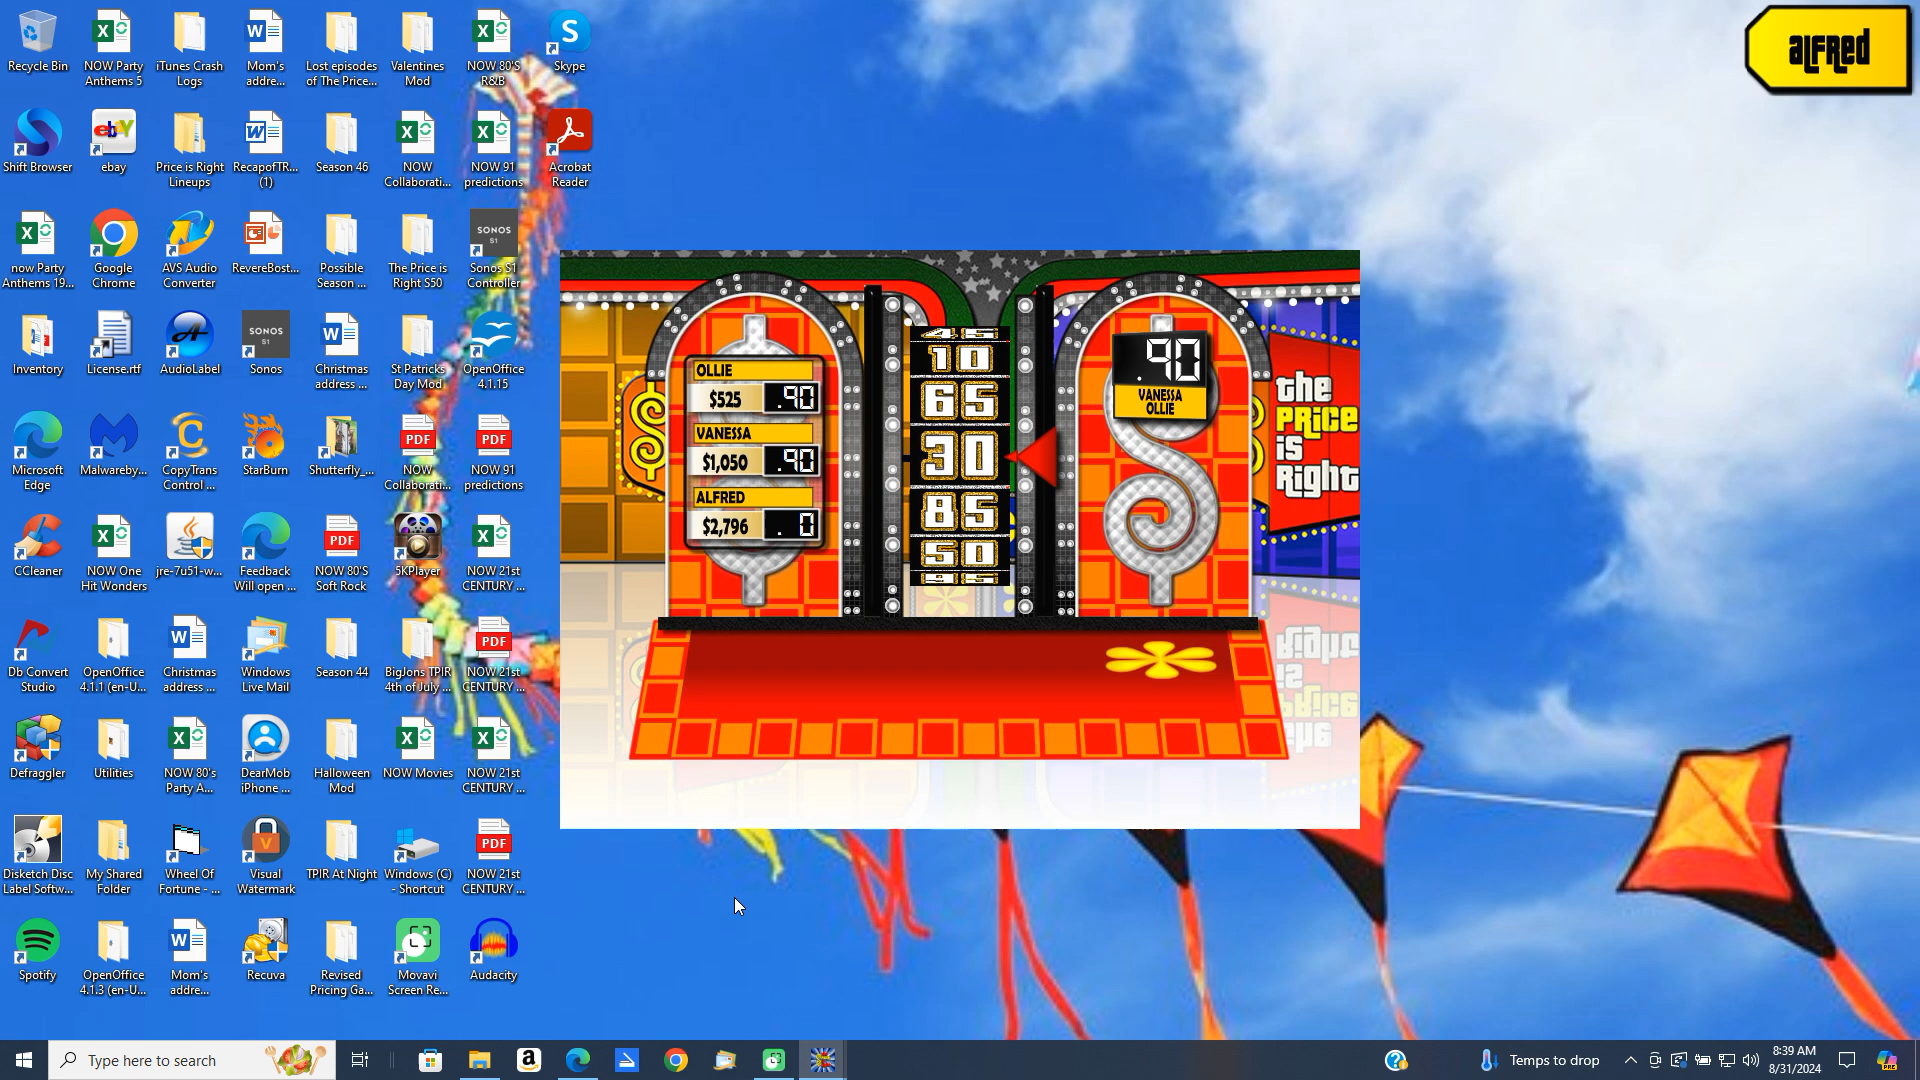 Recycle Bin
NOW Party
Anthems 5
iTunes Crash
Logs
Mom's
addre...
Lost episodes
of The Price...
Valentines
Mod
NOW 80'S
R&B
Skype
Shift Browser
ebay
Price is Right
Lineups
RecapofTR...
(1)
Season 46
NOW
Collaborati...
NOW 91
predictions
Acrobat
Reader
now Party
Anthems 19...
Google
Chrome
AVS Audio
Converter
RevereBost...
Possible
Season ...
The Price is
Right S50
SONOS
S1
Sonos S1
Controller
Inventory
License.rtf
AudioLabel
SONOS
S1
Sonos
Christmas
address ...
St Patricks
Day Mod
OpenOffice
4.1.15
Microsoft
Edge
Malwareby...
CopyTrans
Control ...
StarBurn
Shutterfly_...
PDF
NOW
Collaborati...
PDF
NOW 91
predictions
CCleaner
NOW One
Hit Wonders
jre-7u51-w...
Feedback
Will open ...
PDF
NOW 80'S
Soft Rock
5KPlayer
NOW 21st
CENTURY ...
Db Convert
Studio
OpenOffice
4.1.1 (en-U...
Christmas
address ...
Windows
Live Mail
Season 44
BigJons TPIR
4th of July ...
PDF
NOW 21st
CENTURY ...
Defraggler
Utilities
NOW 80's
Party A...
DearMob
iPhone ...
Halloween
Mod
NOW Movies
NOW 21st
CENTURY ...
Disketch Disc
Label Softw...
My Shared
Folder
Wheel Of
Fortune - ...
Visual
Watermark
TPIR At Night
Windows (C)
- Shortcut
PDF
NOW 21st
CENTURY ...
Spotify
OpenOffice
4.1.3 (en-U...
Mom's
addre...
Recuva
Revised
Pricing Ga...
Movavi
Screen Re...
Audacity
alfred
OLLIE
$525 .90
VANESSA
$1,050 .90
ALFRED
$2,796 . 0
45
10
65
30
85
50
.90
VANESSA
OLLIE
the
PRICE
is
Right
Type here to search
Temps to drop
8:39 AM
8/31/2024